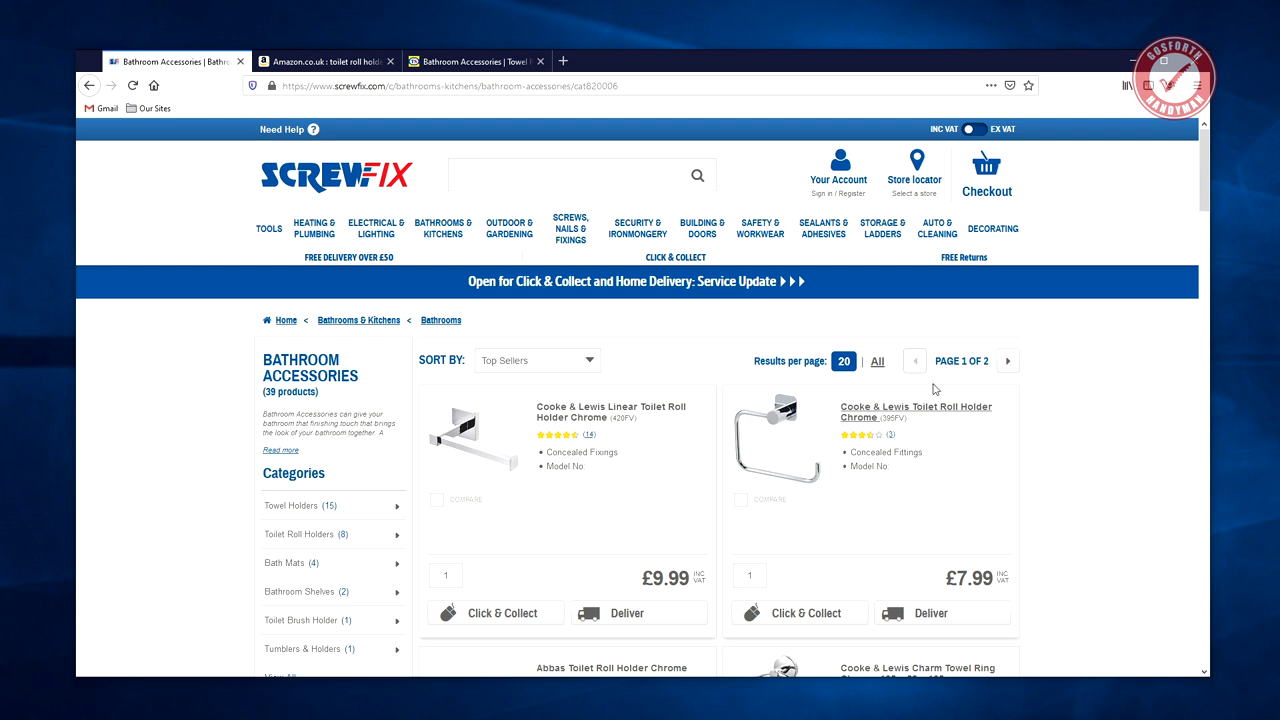 GOSFORTH
HANDYMAN
Bathroom Accessories | Bathr
Amazon.co.uk : toilet roll holde
Bathroom Accessories | Towel
https://www.screwfix.com/c/bathrooms-kitchens/bathroom-accessories/cat820006
Gmail
Our Sites
Need Help ?
INC VAT
EX VAT
SCREWFIX
Your Account
Sign in / Register
Store locator
Select a store
Checkout
TOOLS
HEATING & PLUMBING
ELECTRICAL & LIGHTING
BATHROOMS & KITCHENS
OUTDOOR & GARDENING
SCREWS, NAILS & FIXINGS
SECURITY & IRONMONGERY
BUILDING & DOORS
SAFETY & WORKWEAR
SEALANTS & ADHESIVES
STORAGE & LADDERS
AUTO & CLEANING
DECORATING
FREE DELIVERY OVER £50
CLICK & COLLECT
FREE Returns
Open for Click & Collect and Home Delivery: Service Update
Home < Bathrooms & Kitchens < Bathrooms
BATHROOM
ACCESSORIES
(39 products)
Bathroom Accessories can give your
bathroom that finishing touch that brings
the look of your bathroom together. A
Read more
Categories
Towel Holders (15)
Toilet Roll Holders (8)
Bath Mats (4)
Bathroom Shelves (2)
Toilet Brush Holder (1)
Tumblers & Holders (1)
View All
SORT BY:
Top Sellers
Results per page: 20 | All
PAGE 1 OF 2
Cooke & Lewis Linear Toilet Roll
Holder Chrome (420FV)
(14)
• Concealed Fixings
• Model No:
COMPARE
1
£9.99 INC VAT
Click & Collect
Deliver
Cooke & Lewis Toilet Roll Holder
Chrome (395FV)
(3)
• Concealed Fittings
• Model No:
COMPARE
1
£7.99 INC VAT
Click & Collect
Deliver
Abbas Toilet Roll Holder Chrome
Cooke & Lewis Charm Towel Ring